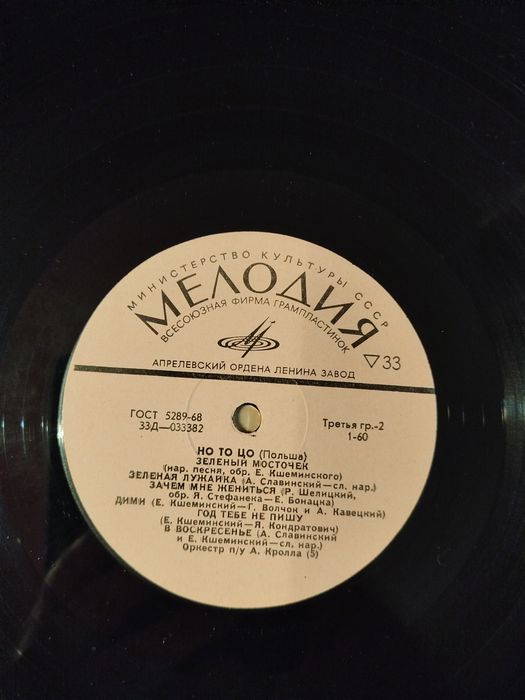 МИНИСТЕРСТВО КУЛЬТУРЫ СССР
МЕЛОДИЯ
ВСЕСОЮЗНАЯ ФИРМА ГРАМПЛАСТИНОК
▽33
АПРЕЛЕВСКИЙ ОРДЕНА ЛЕНИНА ЗАВОД
ГОСТ 5289-68
33Д—033382
Третья гр.-2
1-60
НО ТО ЦО (Польша)
ЗЕЛЕНЫЙ МОСТОЧЕК
(нар. песня, обр. Е. Кшеминского)
ЗЕЛЕНАЯ ЛУЖАЙКА (А. Славинский—сл. нар.)
ЗАЧЕМ МНЕ ЖЕНИТЬСЯ (Р. Шелицкий,
обр. Я. Стефанека—Е. Бонацка)
ДИМИ (Е. Кшеминский—Г. Волчок и А. Кавецкий)
ГОД ТЕБЕ НЕ ПИШУ
(Е. Кшеминский—Я. Кондратович)
В ВОСКРЕСЕНЬЕ (А. Славинский
и Е. Кшеминский—сл. нар.)
Оркестр п/у А. Кролла (5)